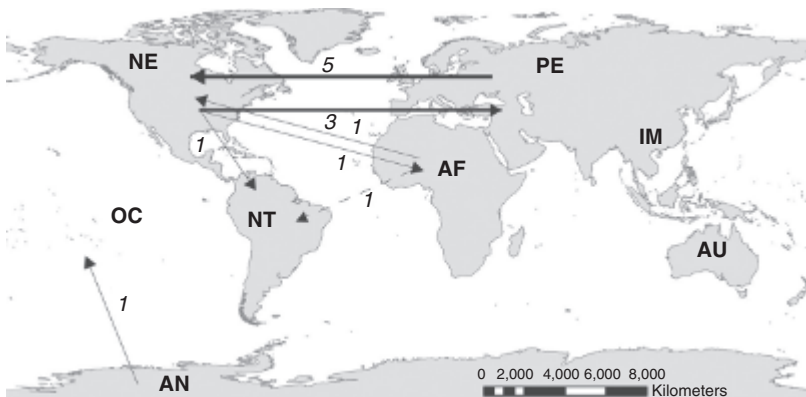 NE
5
PE
3
1
1
1
IM
AF
1
OC
NT
AU
1
AN
0 2,000 4,000 6,000 8,000
Kilometers